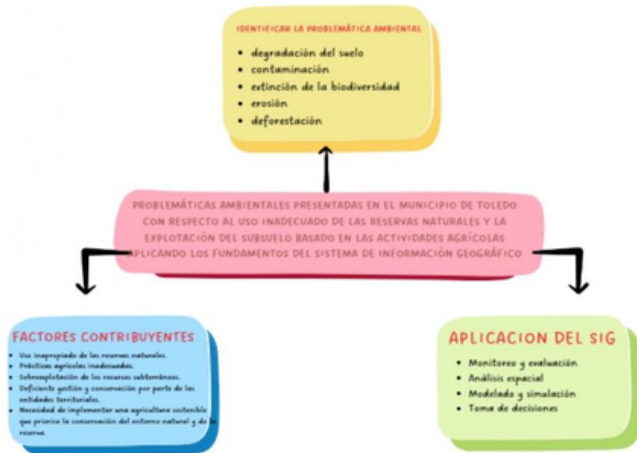 IDENTIFICAR LA PROBLEMÁTICA AMBIENTAL
• degradación del suelo
• contaminación
• extinción de la biodiversidad
• erosión
• deforestación
PROBLEMÁTICAS AMBIENTALES PRESENTADAS EN EL MUNICIPIO DE TOLEDO
CON RESPECTO AL USO INADECUADO DE LAS RESERVAS NATURALES Y LA
EXPLOTACIÓN DEL SUBSUELO BASADO EN LAS ACTIVIDADES AGRÍCOLAS
APLICANDO LOS FUNDAMENTOS DEL SISTEMA DE INFORMACIÓN GEOGRÁFICO
FACTORES CONTRIBUYENTES
• Uso inapropiado de las reservas naturales.
• Prácticas agrícolas inadecuadas.
• Sobreexplotación de los recursos subterráneos.
• Deficiente gestión y conservación por parte de las
entidades territoriales.
• Necesidad de implementar una agricultura sostenible
que priorice la conservación del entorno natural y de la
reserva.
APLICACION DEL SIG
• Monitoreo y evaluación
• Análisis espacial
• Modelado y simulación
• Toma de decisiones